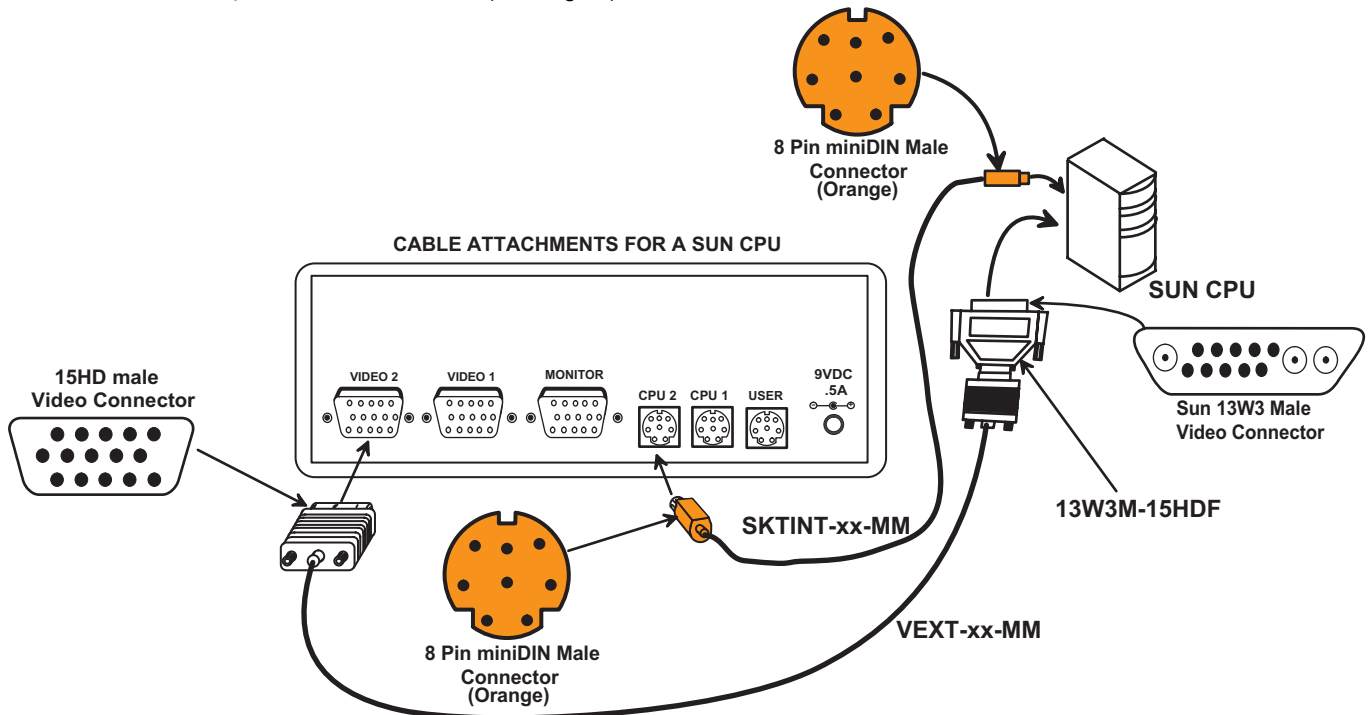 8 Pin miniDIN Male
Connector
(Orange)
CABLE ATTACHMENTS FOR A SUN CPU
SUN CPU
15HD male
Video Connector
VIDEO 2
VIDEO 1
MONITOR
CPU 2
CPU 1
USER
9VDC
.5A
Sun 13W3 Male
Video Connector
13W3M-15HDF
SKTINT-xx-MM
VEXT-xx-MM
8 Pin miniDIN Male
Connector
(Orange)